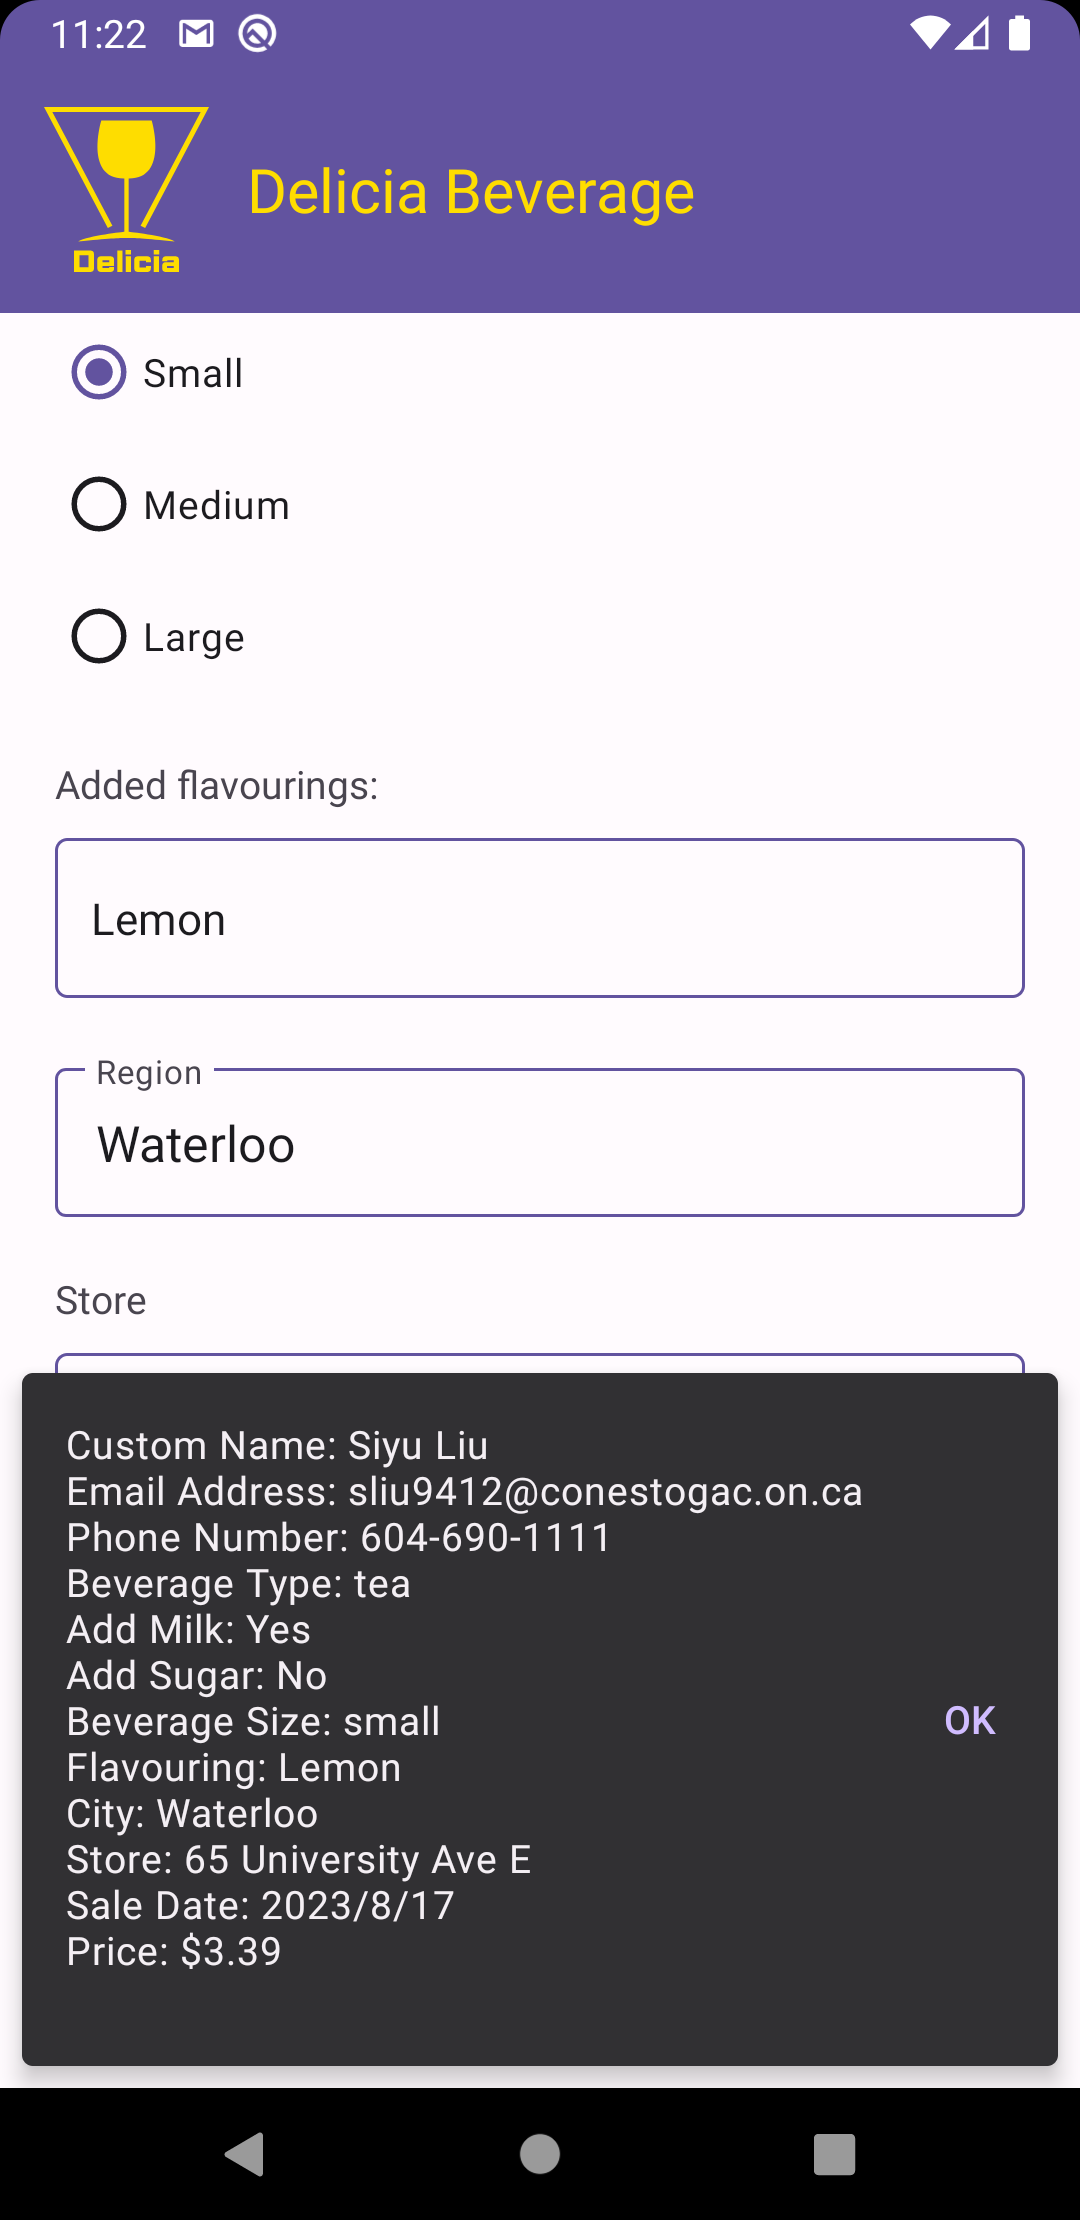 11:22
Delicia
Delicia Beverage
Small
Medium
Large
Added flavourings:
Lemon
Region
Waterloo
Store
Custom Name: Siyu Liu
Email Address: sliu9412@conestogac.on.ca
Phone Number: 604-690-1111
Beverage Type: tea
Add Milk: Yes
Add Sugar: No
Beverage Size: small
Flavouring: Lemon
City: Waterloo
Store: 65 University Ave E
Sale Date: 2023/8/17
Price: $3.39
OK